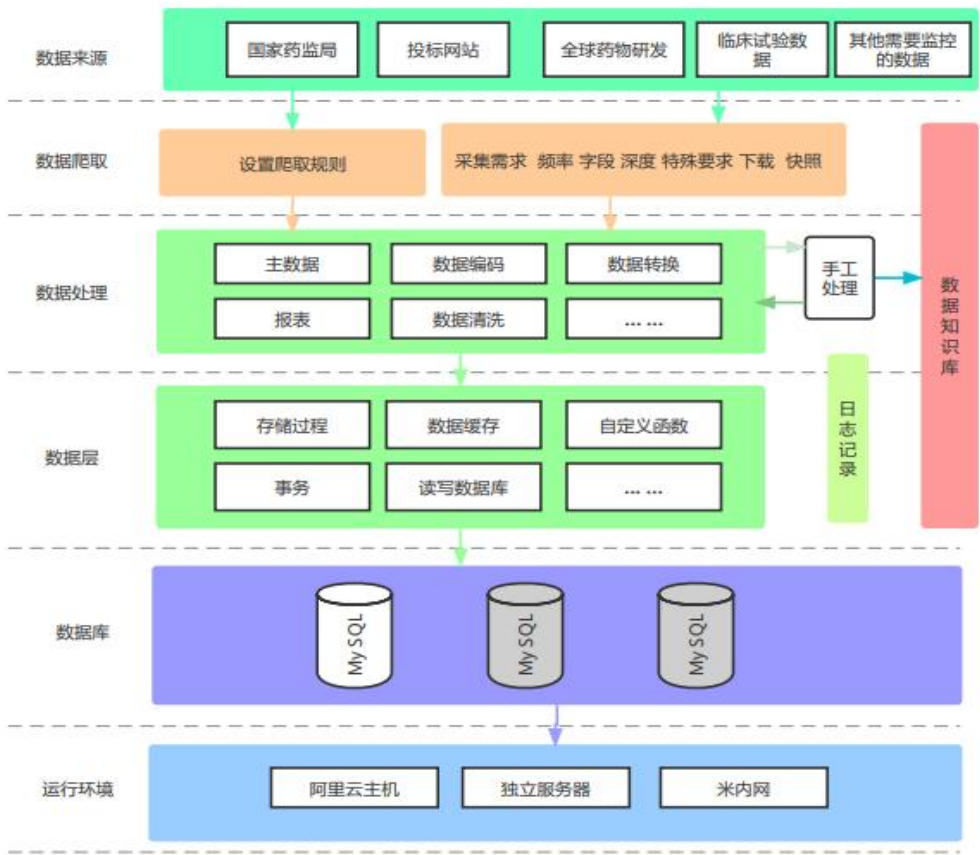 数据来源
国家药监局
投标网站
全球药物研发
临床试验数
据
其他需要监控
的数据
数据爬取
设置爬取规则
采集需求 频率 字段 深度 特殊要求 下载 快照
数据处理
主数据
数据编码
数据转换
报表
数据清洗
... ...
手工
处理
数据知识库
数据层
存储过程
数据缓存
自定义函数
事务
读写数据库
... ...
日志记录
数据库
My SQL
My SQL
My SQL
运行环境
阿里云主机
独立服务器
米内网